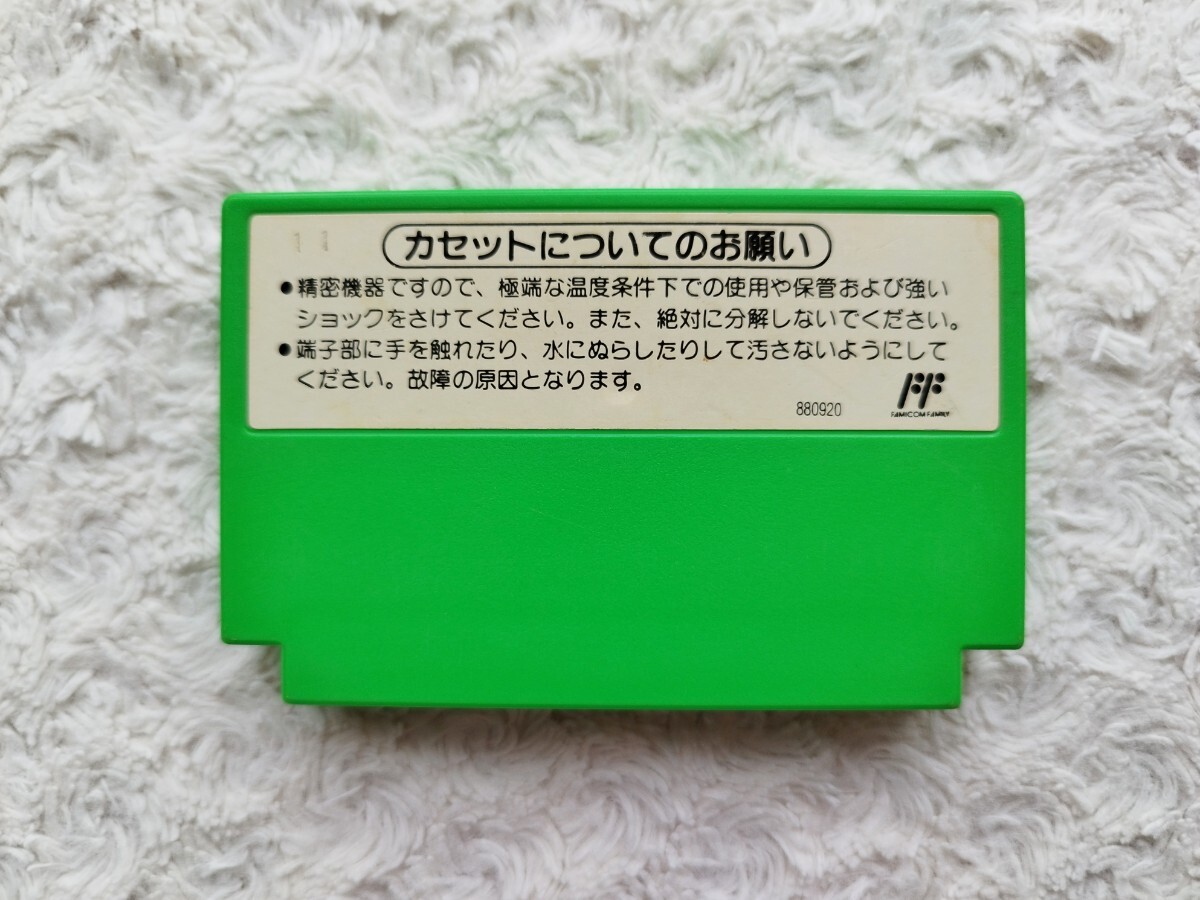 11
カセットについてのお願い
●精密機器ですので、極端な温度条件下での使用や保管および強い
ショックをさけてください。また、絶対に分解しないでください。
●端子部に手を触れたり、水にぬらしたりして汚さないようにして
ください。故障の原因となります。
880920
FF
FAMICOM FAMILY